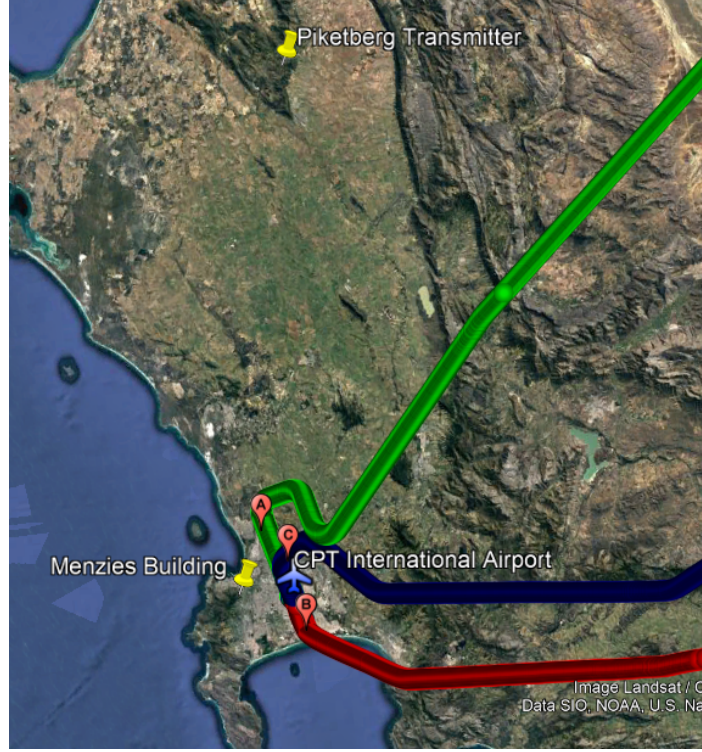 Piketberg Transmitter
A
C
CPT International Airport
Menzies Building
B
Image Landsat / C
Data SIO, NOAA, U.S. Na